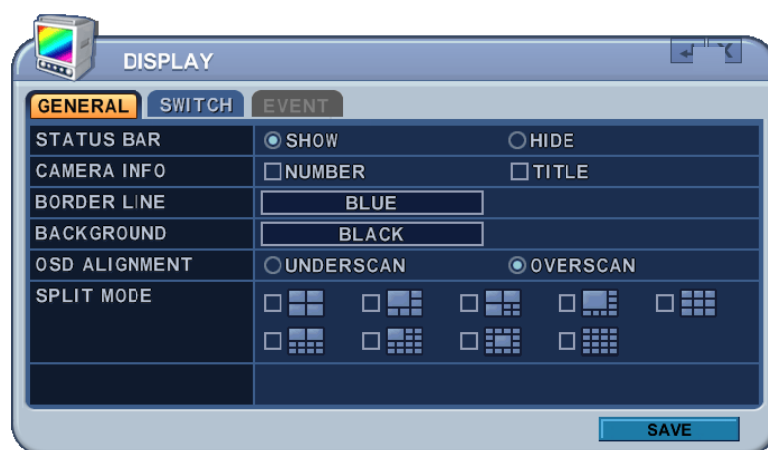 DISPLAY
GENERAL SWITCH EVENT
STATUS BAR SHOW HIDE
CAMERA INFO NUMBER TITLE
BORDER LINE BLUE
BACKGROUND BLACK
OSD ALIGNMENT UNDERSCAN OVERSCAN
SPLIT MODE
SAVE